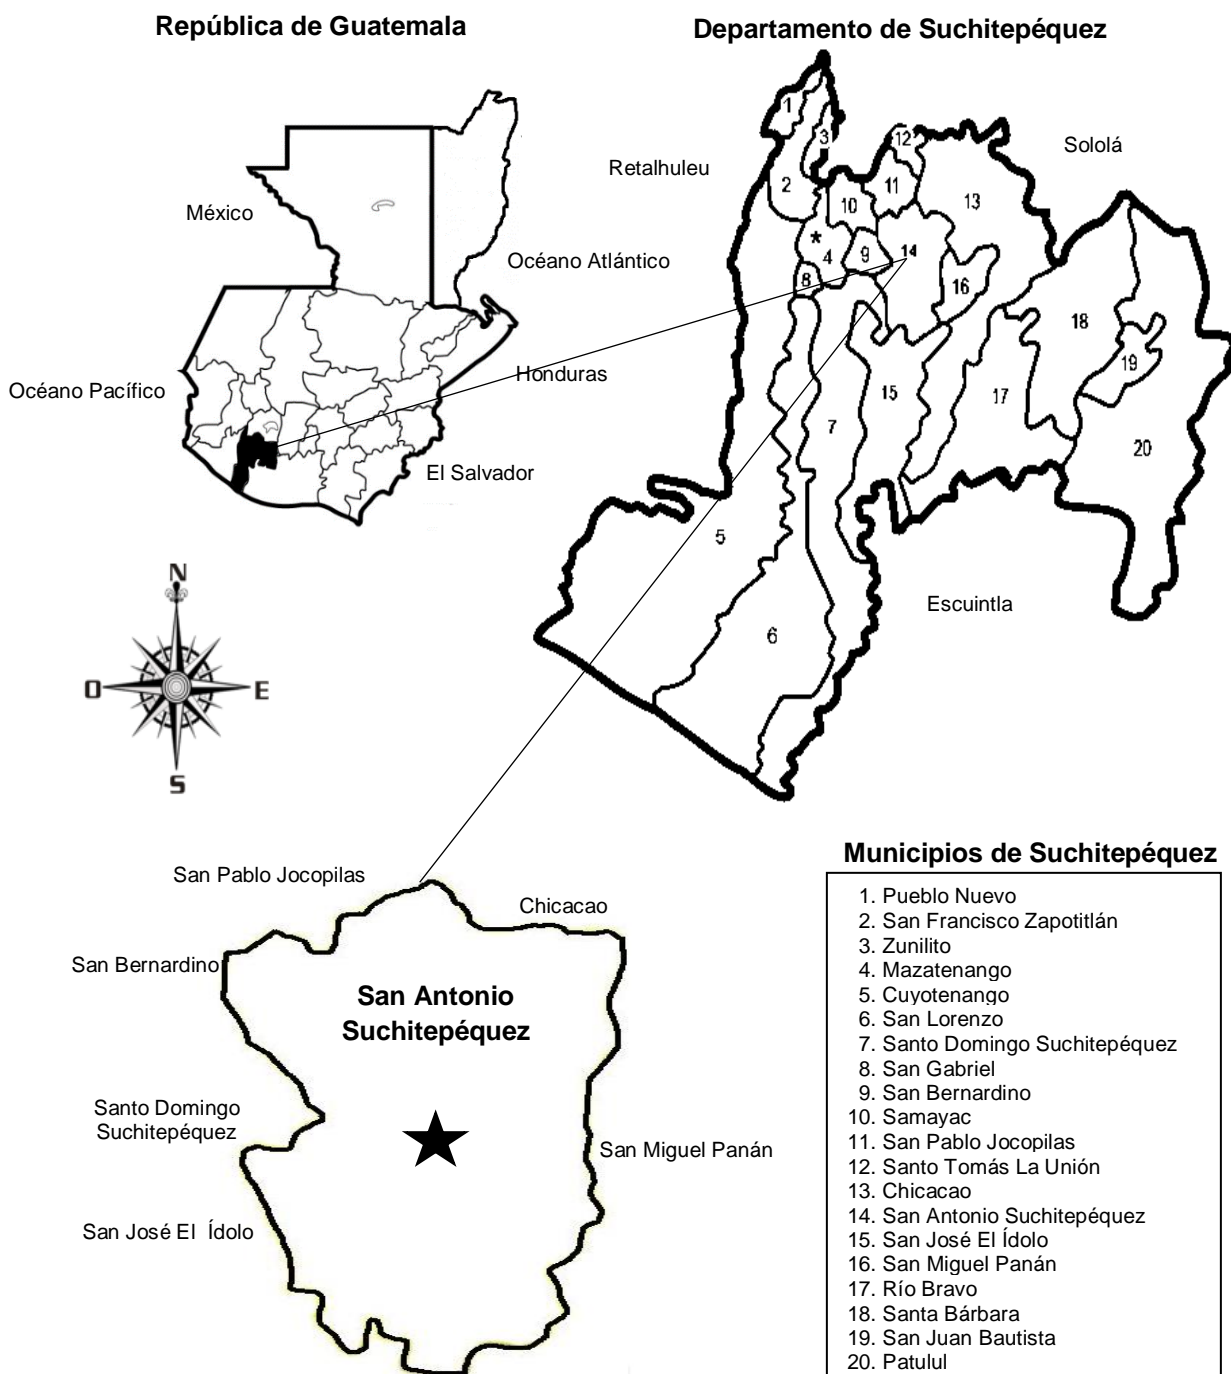 República de Guatemala
Departamento de Suchitepéquez
México
Océano Atlántico
Océano Pacífico
Honduras
El Salvador
Retalhuleu
Sololá
Escuintla
1
3
12
2
11
10
13
*
4
9
14
8
16
18
19
15
17
7
20
5
6
N
O
E
S
San Pablo Jocopilas
Chicacao
San Bernardino
San Antonio
Suchitepéquez
Santo Domingo
Suchitepéquez
San Miguel Panán
San José El Ídolo
Municipios de Suchitepéquez
1. Pueblo Nuevo
2. San Francisco Zapotitlán
3. Zunilito
4. Mazatenango
5. Cuyotenango
6. San Lorenzo
7. Santo Domingo Suchitepéquez
8. San Gabriel
9. San Bernardino
10. Samayac
11. San Pablo Jocopilas
12. Santo Tomás La Unión
13. Chicacao
14. San Antonio Suchitepéquez
15. San José El Ídolo
16. San Miguel Panán
17. Río Bravo
18. Santa Bárbara
19. San Juan Bautista
20. Patulul